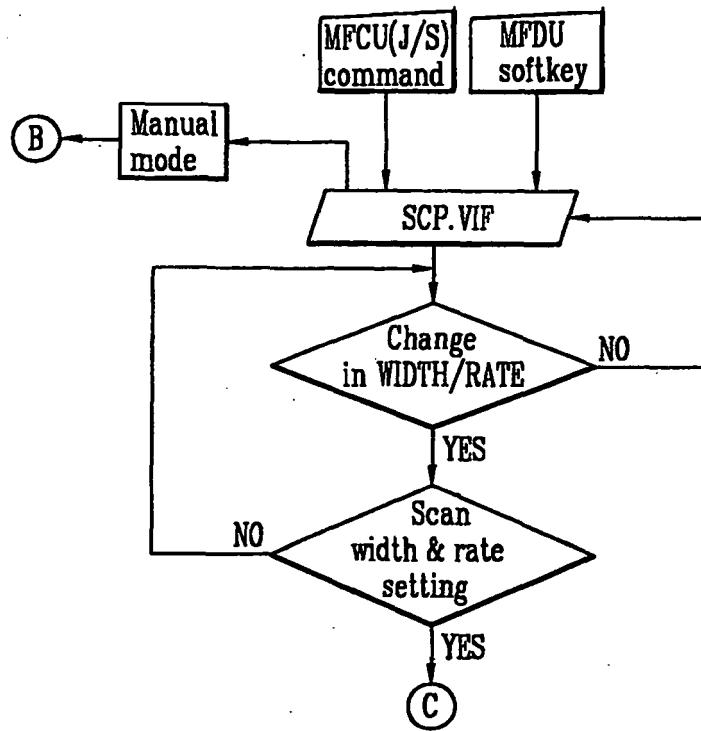 MFCU(J/S)
command
MFDU
softkey
B
Manual
mode
SCP.VIF
Change
in WIDTH/RATE
NO
YES
Scan
width & rate
setting
NO
YES
C